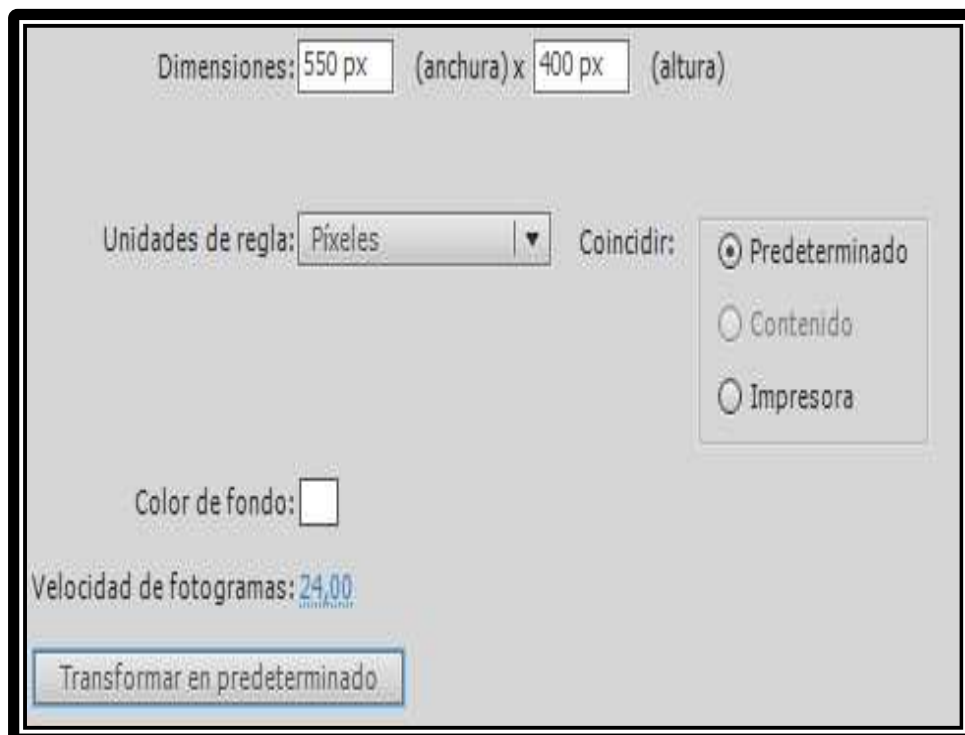 Dimensiones: 550 px (anchura) x 400 px (altura)
Unidades de regla: Píxeles Coincidir:
Predeterminado
Contenido
Impresora
Color de fondo:
Velocidad de fotogramas: 24,00
Transformar en predeterminado